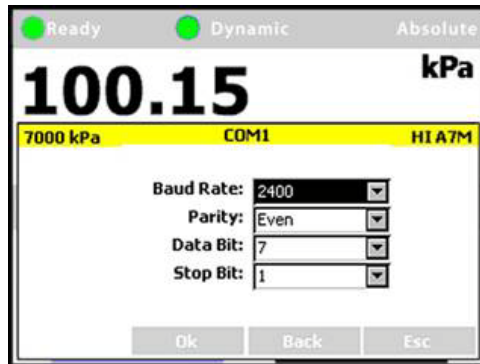 Ready Dynamic Absolute
100.15 kPa
7000 kPa COM1 HI A7M
Baud Rate: 2400
Parity: Even
Data Bit: 7
Stop Bit: 1
Ok Back Esc